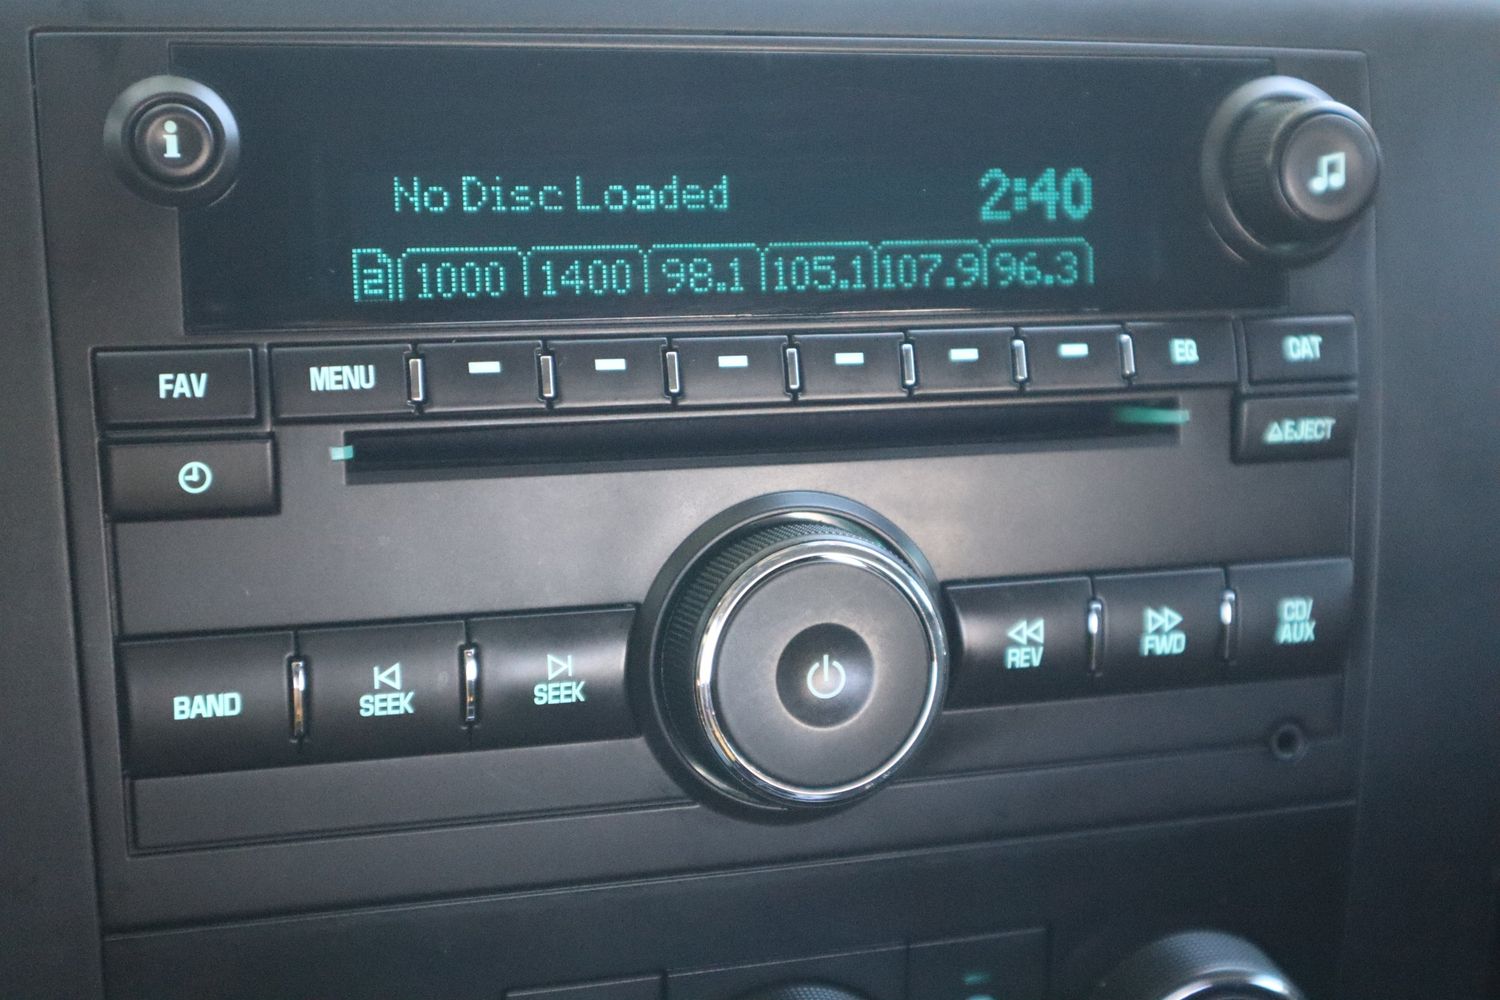 i
No Disc Loaded 2:40
2 1000 1400 98.1 105.1 107.9 96.3
FAV MENU EQ CAT
EJECT
BAND SEEK SEEK REV FWD CD/
AUX